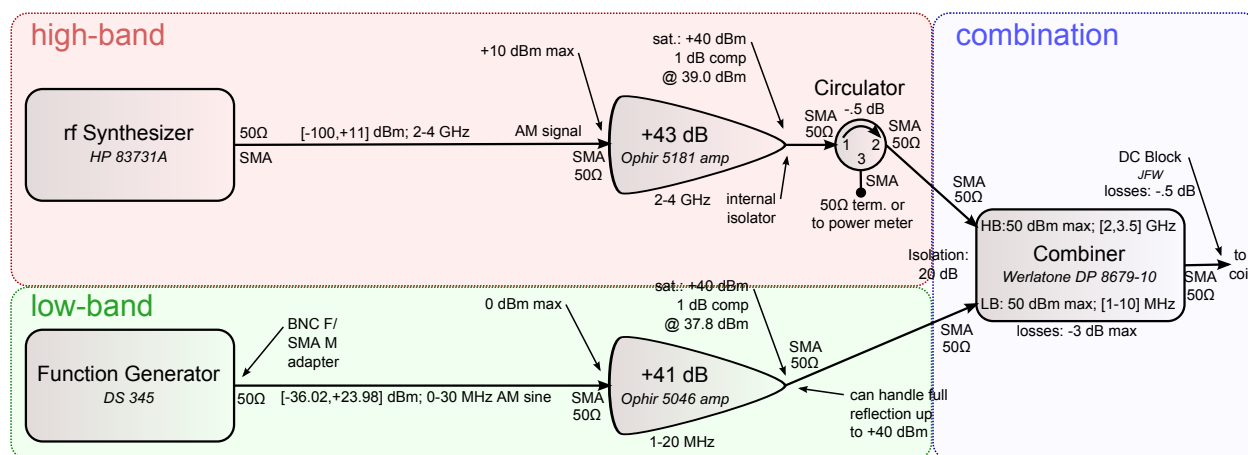 high-band
rf Synthesizer
HP 83731A
50Ω
SMA
[-100,+11] dBm; 2-4 GHz
AM signal
+10 dBm max
SMA
50Ω
+43 dB
Ophir 5181 amp
2-4 GHz
sat.: +40 dBm
1 dB comp
@ 39.0 dBm
internal
isolator
Circulator
-.5 dB
SMA
50Ω
1
2
3
SMA
50Ω
SMA
50Ω term. or
to power meter
low-band
Function Generator
DS 345
50Ω
BNC F/
SMA M
adapter
[-36.02,+23.98] dBm; 0-30 MHz AM sine
0 dBm max
SMA
50Ω
+41 dB
Ophir 5046 amp
1-20 MHz
sat.: +40 dBm
1 dB comp
@ 37.8 dBm
SMA
50Ω
can handle full
reflection up
to +40 dBm
combination
SMA
50Ω
HB:50 dBm max; [2,3.5] GHz
Combiner
Werlatone DP 8679-10
LB: 50 dBm max; [1-10] MHz
losses: -3 dB max
Isolation:
20 dB
SMA
50Ω
DC Block
JFW
losses: -.5 dB
SMA
50Ω
to
coi